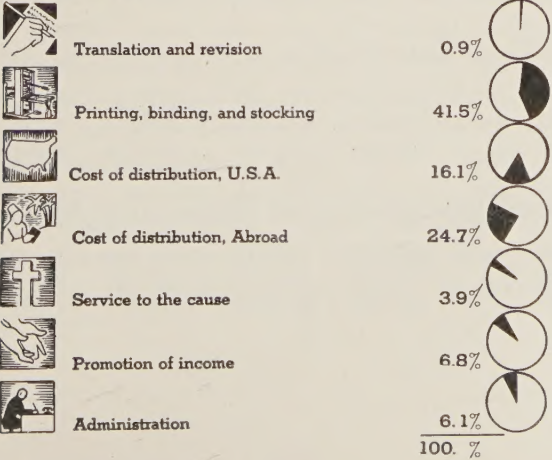 Translation and revision 0.9%
Printing, binding, and stocking 41.5%
Cost of distribution, U.S.A. 16.1%
Cost of distribution, Abroad 24.7%
Service to the cause 3.9%
Promotion of income 6.8%
Administration 6.1%
100. %